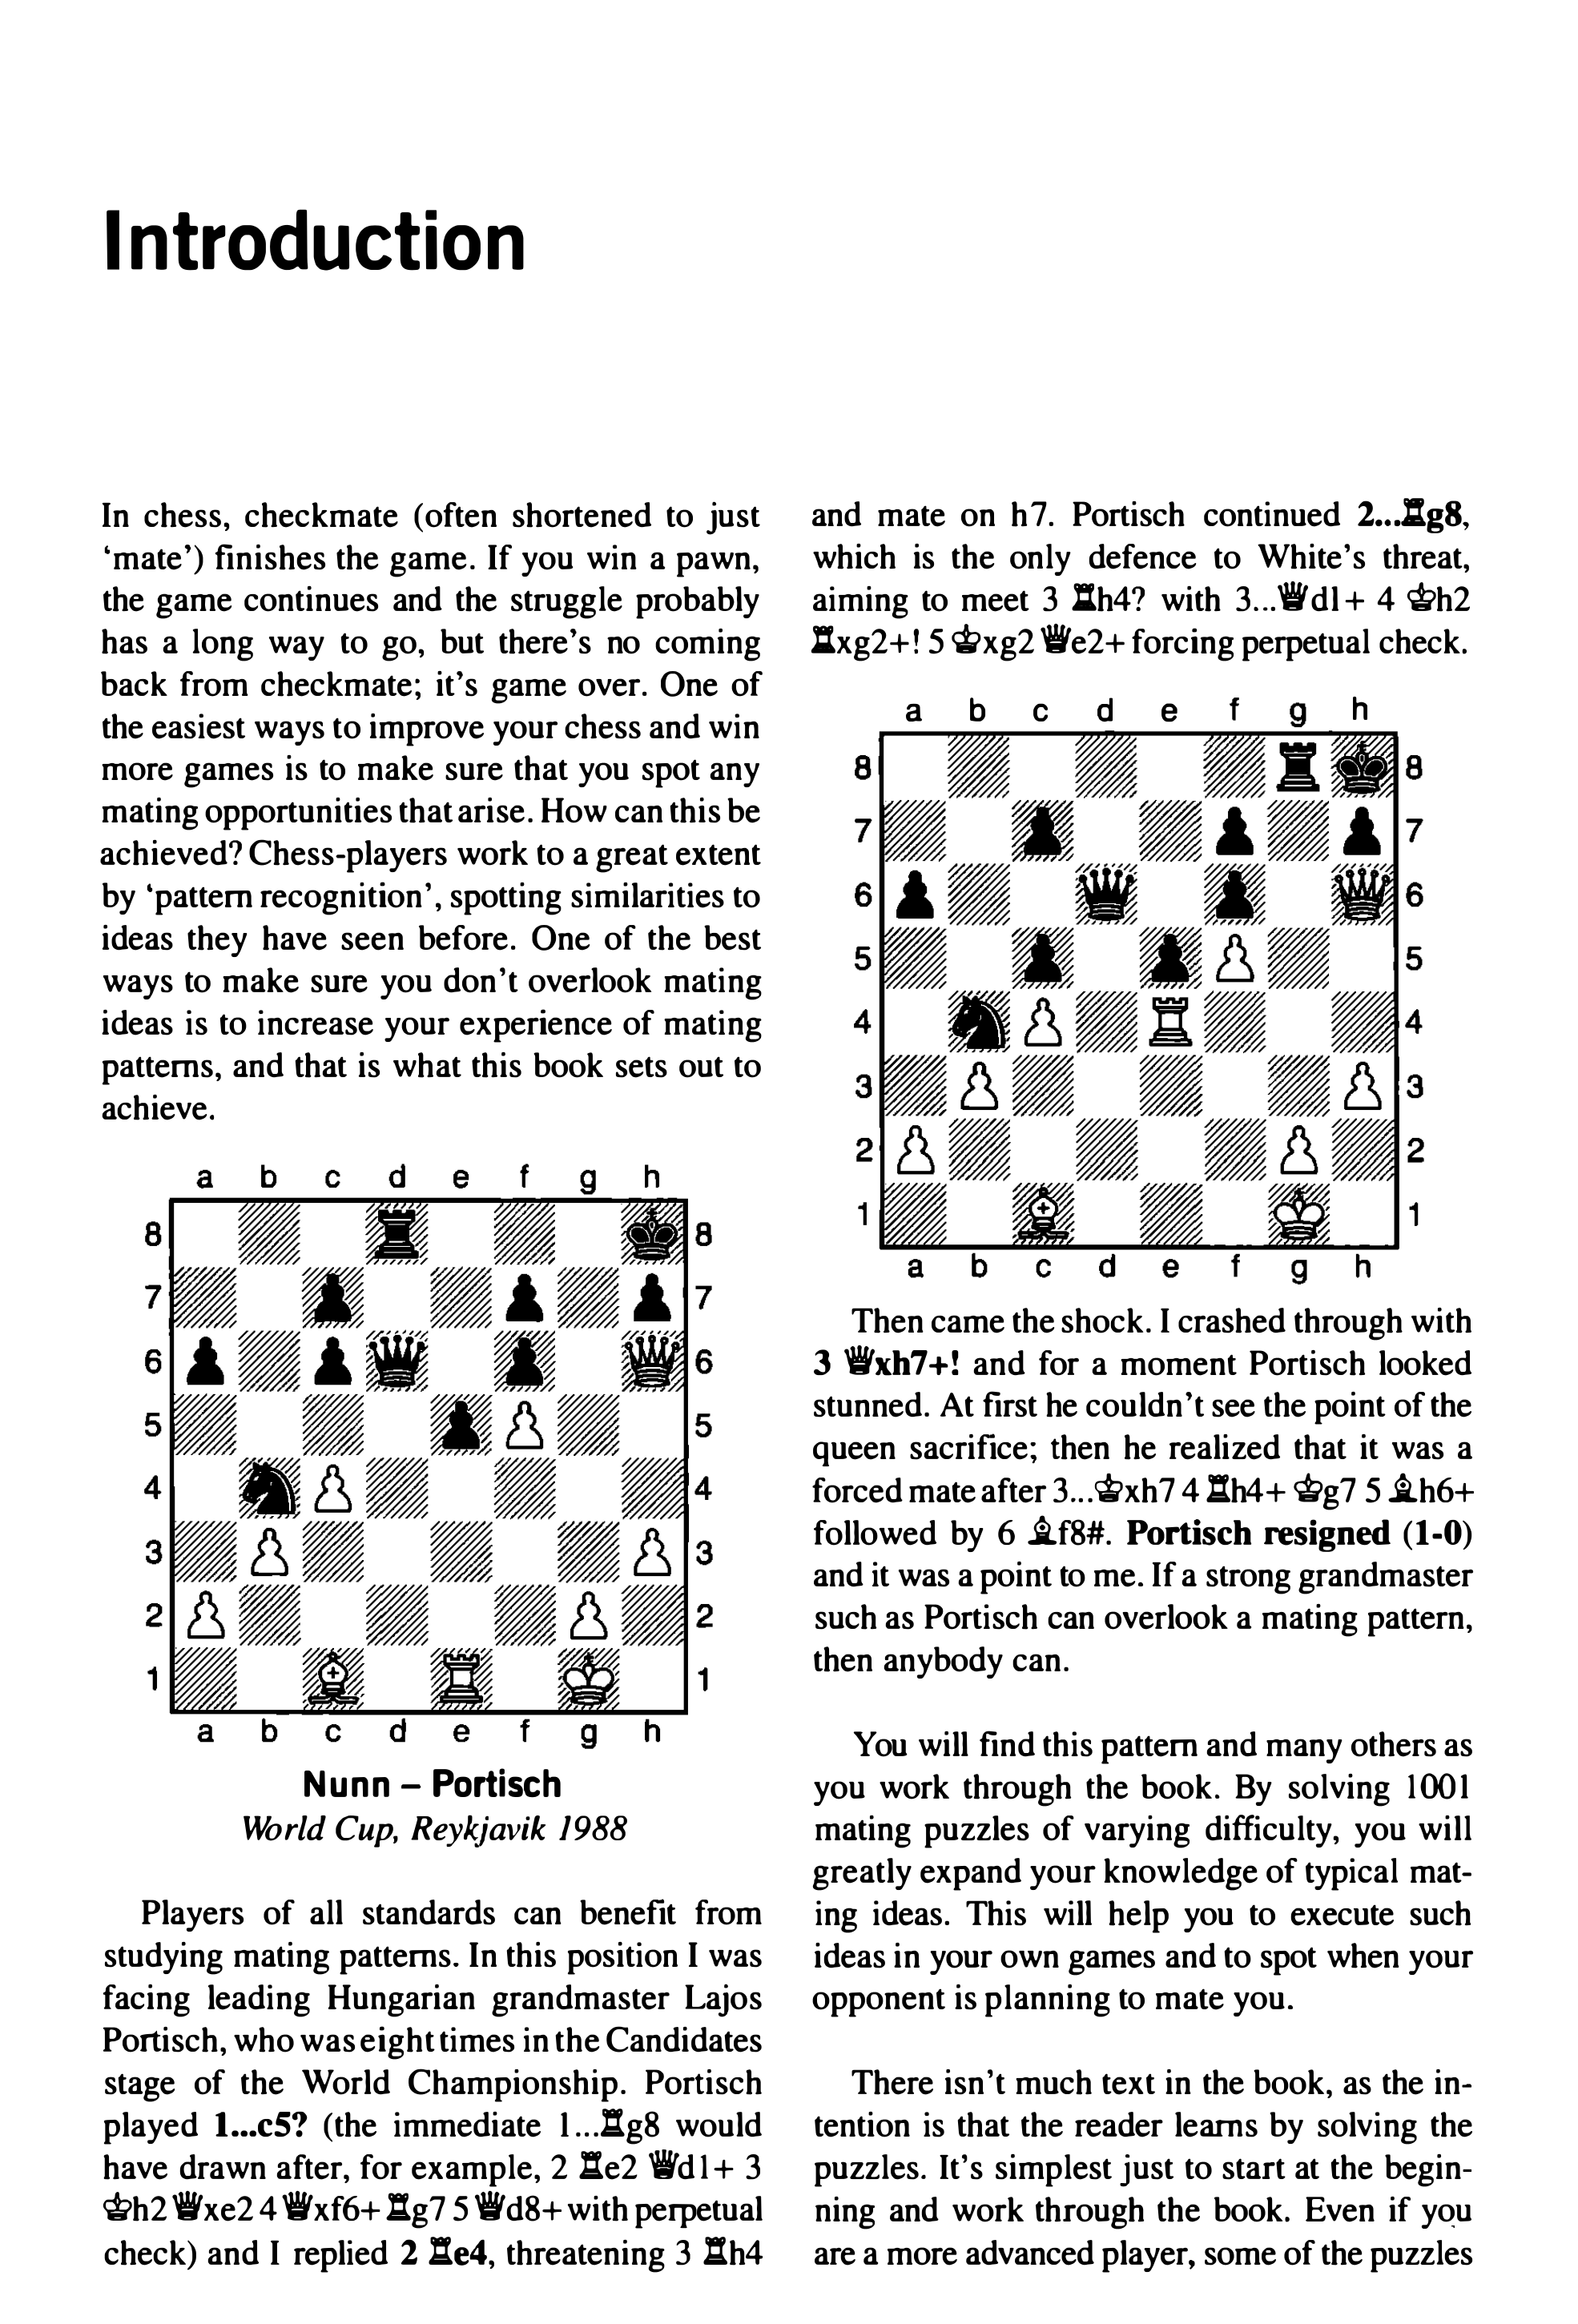 Introduction
In chess, checkmate (often shortened to just
‘mate’) finishes the game. If you win a pawn,
the game continues and the struggle probably
has a long way to go, but there’s no coming
back from checkmate; it’s game over. One of
the easiest ways to improve your chess and win
more games is to make sure that you spot any
mating opportunities that arise. How can this be
achieved? Chess-players work to a great extent
by ‘pattern recognition’, spotting similarities to
ideas they have seen before. One of the best
ways to make sure you don’t overlook mating
ideas is to increase your experience of mating
patterns, and that is what this book sets out to
achieve.
a b c d e f g h
8 8
7 7
6 6
5 5
4 4
3 3
2 2
1 1
a b c d e f g h
Nunn – Portisch
World Cup, Reykjavik 1988
Players of all standards can benefit from
studying mating patterns. In this position I was
facing leading Hungarian grandmaster Lajos
Portisch, who was eight times in the Candidates
stage of the World Championship. Portisch
played 1...c5? (the immediate 1...♖g8 would
have drawn after, for example, 2 ♖e2 ♕d1+ 3
♔h2 ♕xe2 4 ♕xf6+ ♖g7 5 ♕d8+ with perpetual
check) and I replied 2 ♖e4, threatening 3 ♖h4
and mate on h7. Portisch continued 2...♖g8,
which is the only defence to White’s threat,
aiming to meet 3 ♖h4? with 3...♕d1+ 4 ♔h2
♖xg2+! 5 ♔xg2 ♕e2+ forcing perpetual check.
a b c d e f g h
8 8
7 7
6 6
5 5
4 4
3 3
2 2
1 1
a b c d e f g h
Then came the shock. I crashed through with
3 ♕xh7+! and for a moment Portisch looked
stunned. At first he couldn’t see the point of the
queen sacrifice; then he realized that it was a
forced mate after 3...♔xh7 4 ♖h4+ ♔g7 5 ♗h6+
followed by 6 ♗f8#. Portisch resigned (1-0)
and it was a point to me. If a strong grandmaster
such as Portisch can overlook a mating pattern,
then anybody can.
You will find this pattern and many others as
you work through the book. By solving 1001
mating puzzles of varying difficulty, you will
greatly expand your knowledge of typical mat-
ing ideas. This will help you to execute such
ideas in your own games and to spot when your
opponent is planning to mate you.
There isn’t much text in the book, as the in-
tention is that the reader learns by solving the
puzzles. It’s simplest just to start at the begin-
ning and work through the book. Even if you
are a more advanced player, some of the puzzles